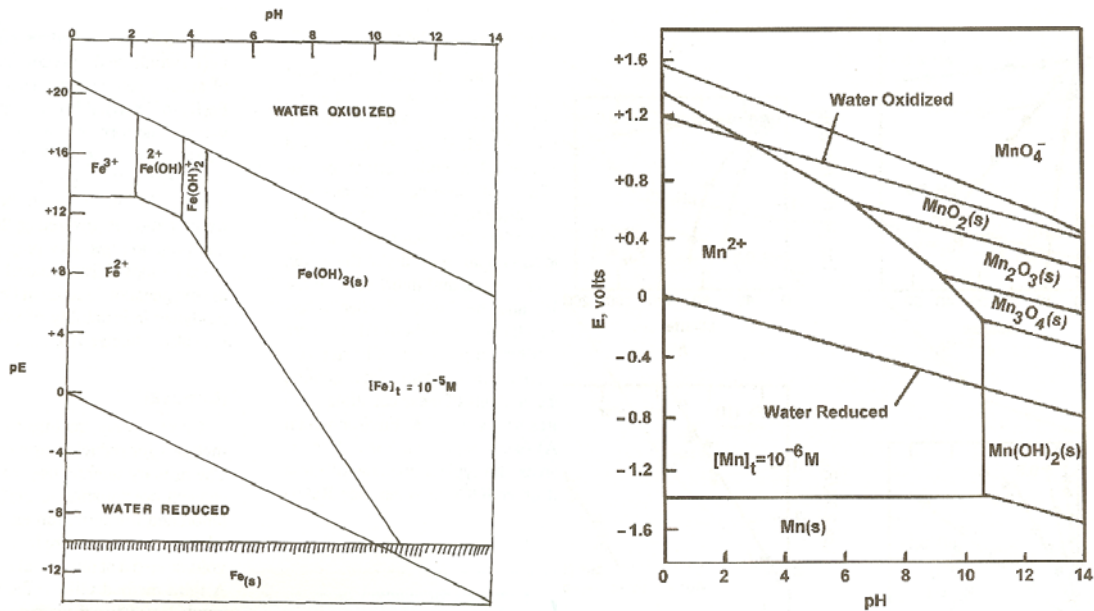 pH
0 2 4 6 8 10 12 14
+20
+16
+12
+8
+4
0
-4
-8
-12
pE
WATER OXIDIZED
Fe3+
2+
Fe(OH)
Fe(OH)2+
Fe2+
Fe(OH)3(s)
[Fe]t = 10-5 M
WATER REDUCED
Fe(s)
+1.6
+1.2
+0.8
+0.4
0
-0.4
-0.8
-1.2
-1.6
E, volts
Water Oxidized
MnO4-
MnO2(s)
Mn2+
Mn2O3(s)
Mn3O4(s)
Water Reduced
[Mn]t=10-6 M
Mn(OH)2(s)
Mn(s)
0 2 4 6 8 10 12 14
pH